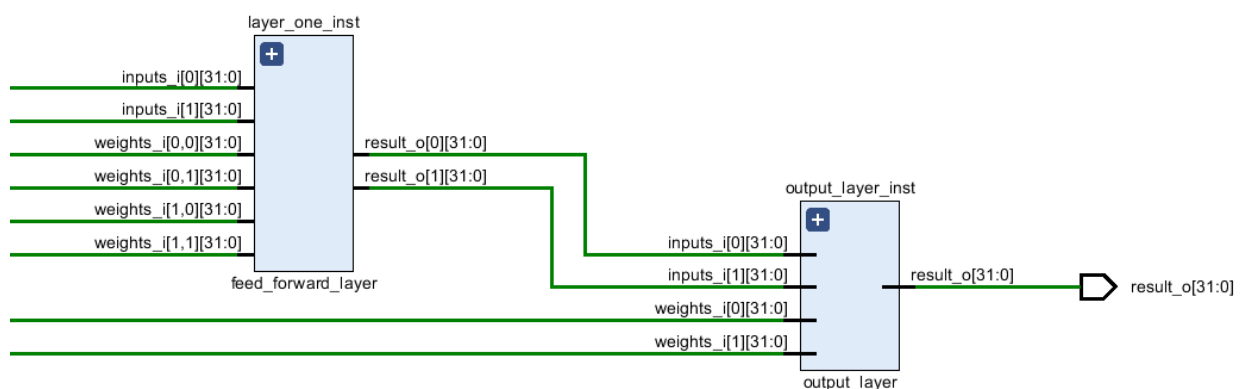 layer_one_inst
inputs_i[0][31:0]
inputs_i[1][31:0]
weights_i[0,0][31:0]
weights_i[0,1][31:0]
weights_i[1,0][31:0]
weights_i[1,1][31:0]
result_o[0][31:0]
result_o[1][31:0]
feed_forward_layer
output_layer_inst
inputs_i[0][31:0]
inputs_i[1][31:0]
weights_i[0][31:0]
weights_i[1][31:0]
result_o[31:0]
result_o[31:0]
output_layer